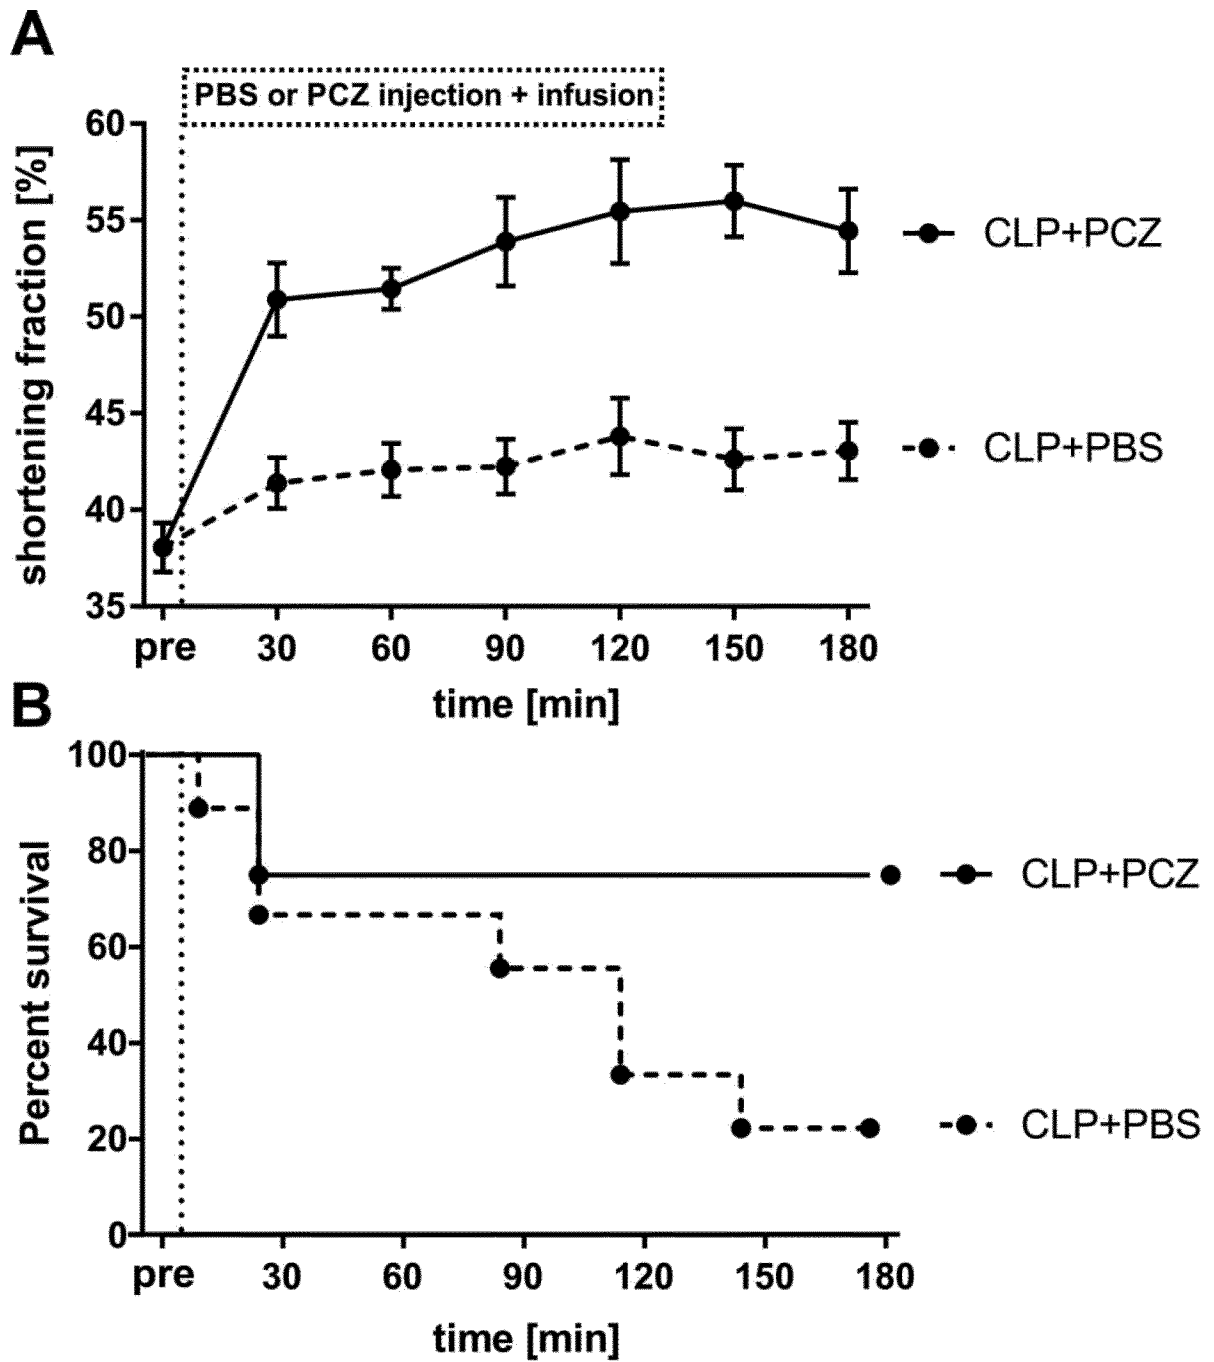 A
PBS or PCZ injection + infusion
shortening fraction [%]
60
55
50
45
40
35
CLP+PCZ
CLP+PBS
pre 30 60 90 120 150 180
time [min]
B
Percent survival
100
80
60
40
20
0
CLP+PCZ
CLP+PBS
pre 30 60 90 120 150 180
time [min]